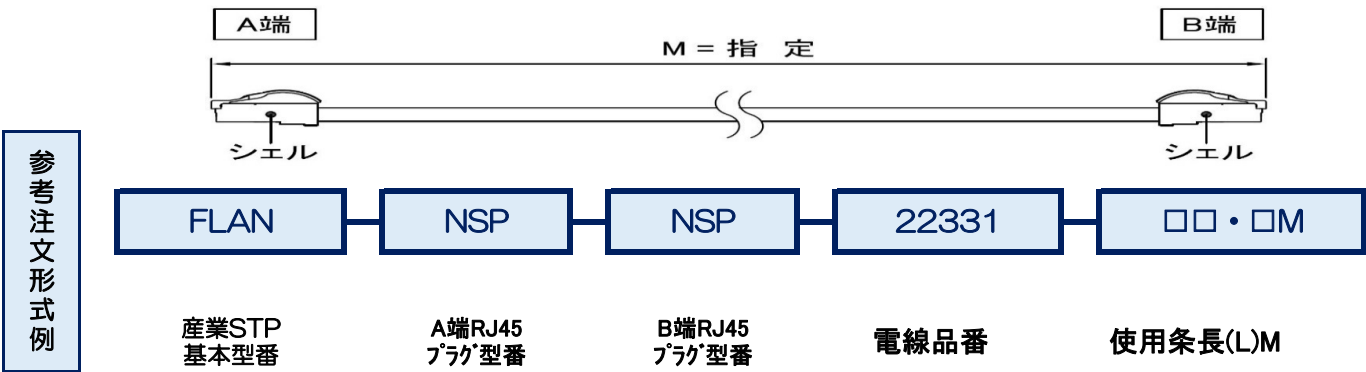 A端
B端
M = 指 定
シェル
シェル
参考注文形式例
FLAN
NSP
NSP
22331
□□・□M
産業STP
基本型番
A端RJ45
プラグ型番
B端RJ45
プラグ型番
電線品番
使用条長(L)M